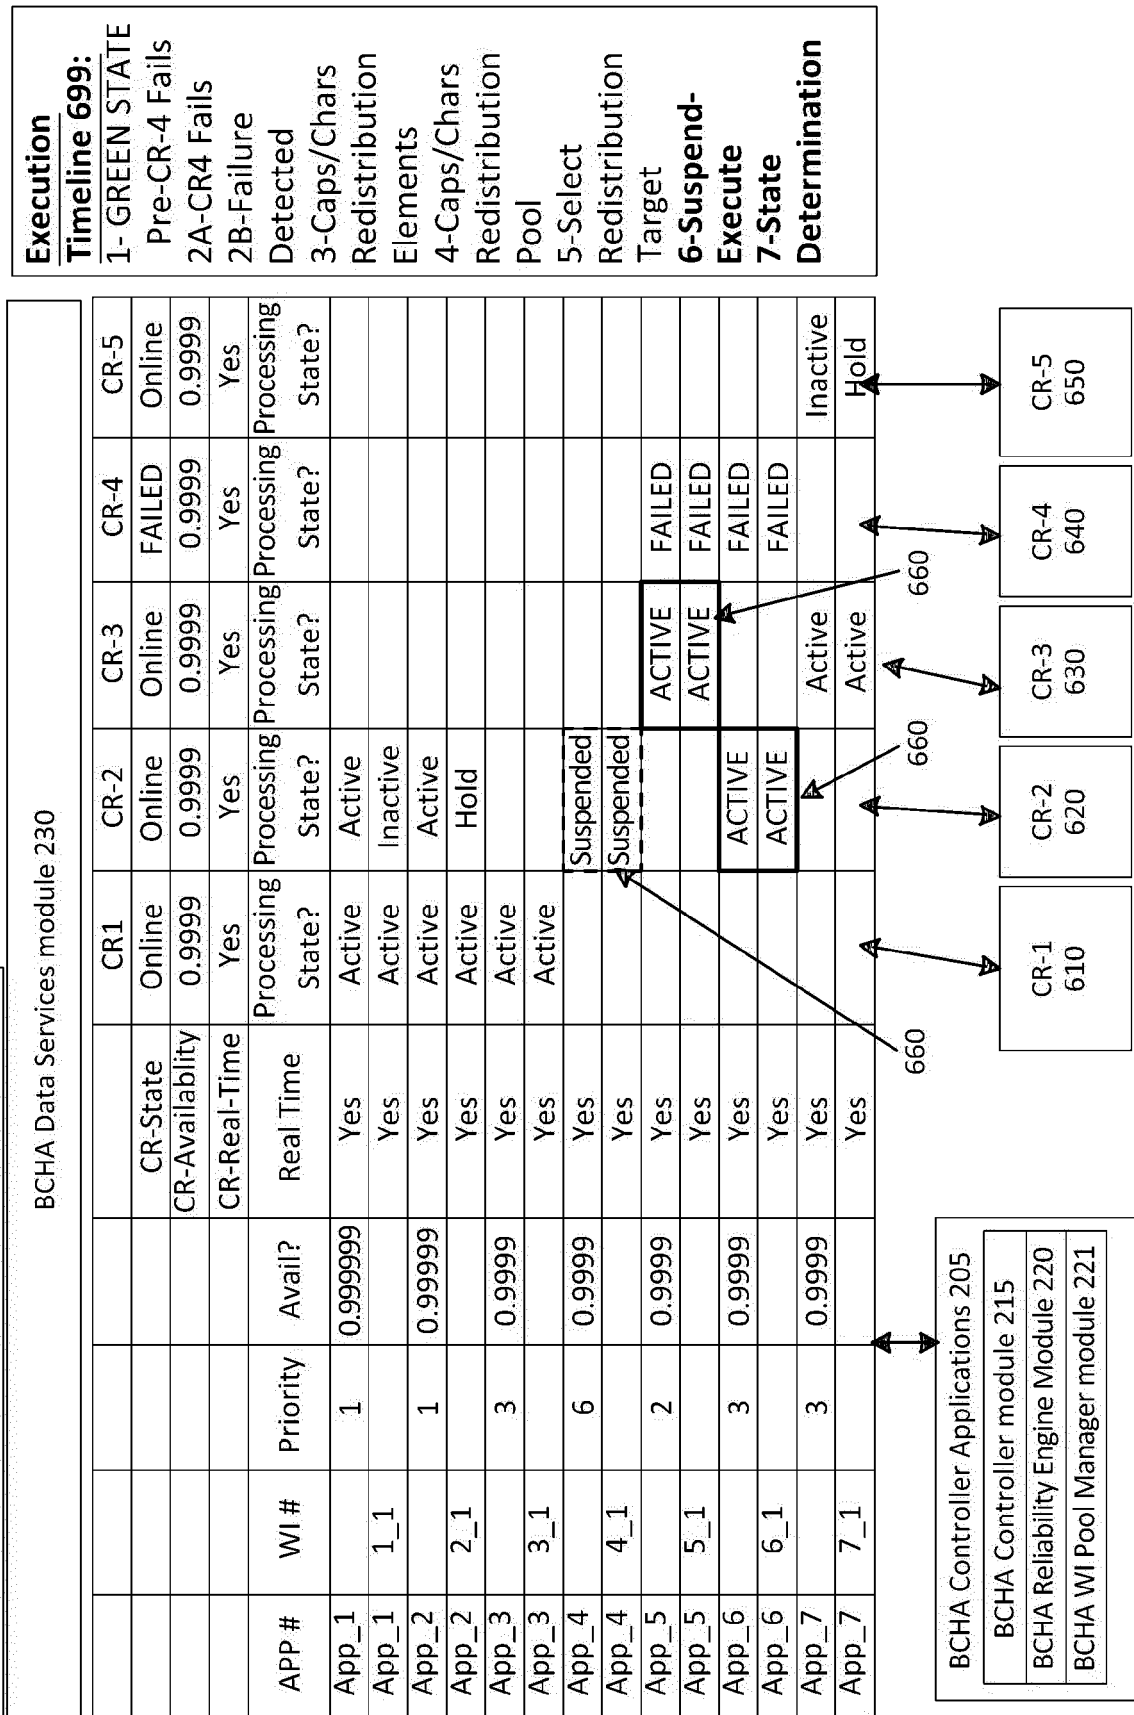 BCHA Data Services module 230
CR1 CR-2 CR-3 CR-4 CR-5
CR-State Online Online Online FAILED Online
CR-Availablity 0.9999 0.9999 0.9999 0.9999 0.9999
CR-Real-Time Yes Yes Yes Yes Yes
APP # WI # Priority Avail? Real Time Processing State? Processing State? Processing State? Processing State? Processing State?
App_1 1 0.999999 Yes Active Active
App_1 1_1 Yes Active Inactive
App_2 1 0.99999 Yes Active Active
App_2 2_1 Yes Active Hold
App_3 3 0.9999 Yes Active
App_3 3_1 Yes Active
App_4 6 0.9999 Yes Suspended
App_4 4_1 Yes Suspended
App_5 2 0.9999 Yes ACTIVE FAILED
App_5 5_1 Yes ACTIVE FAILED
App_6 3 0.9999 Yes ACTIVE FAILED
App_6 6_1 Yes ACTIVE FAILED
App_7 3 0.9999 Yes Active Inactive
App_7 7_1 Yes Active Hold
Execution
Timeline 699:
1- GREEN STATE
Pre-CR-4 Fails
2A-CR4 Fails
2B-Failure
Detected
3-Caps/Chars
Redistribution
Elements
4-Caps/Chars
Redistribution
Pool
5-Select
Redistribution
Target
6-Suspend-
Execute
7-State
Determination
660
660
660
BCHA Controller Applications 205
BCHA Controller module 215
BCHA Reliability Engine Module 220
BCHA WI Pool Manager module 221
CR-1
610
CR-2
620
CR-3
630
CR-4
640
CR-5
650